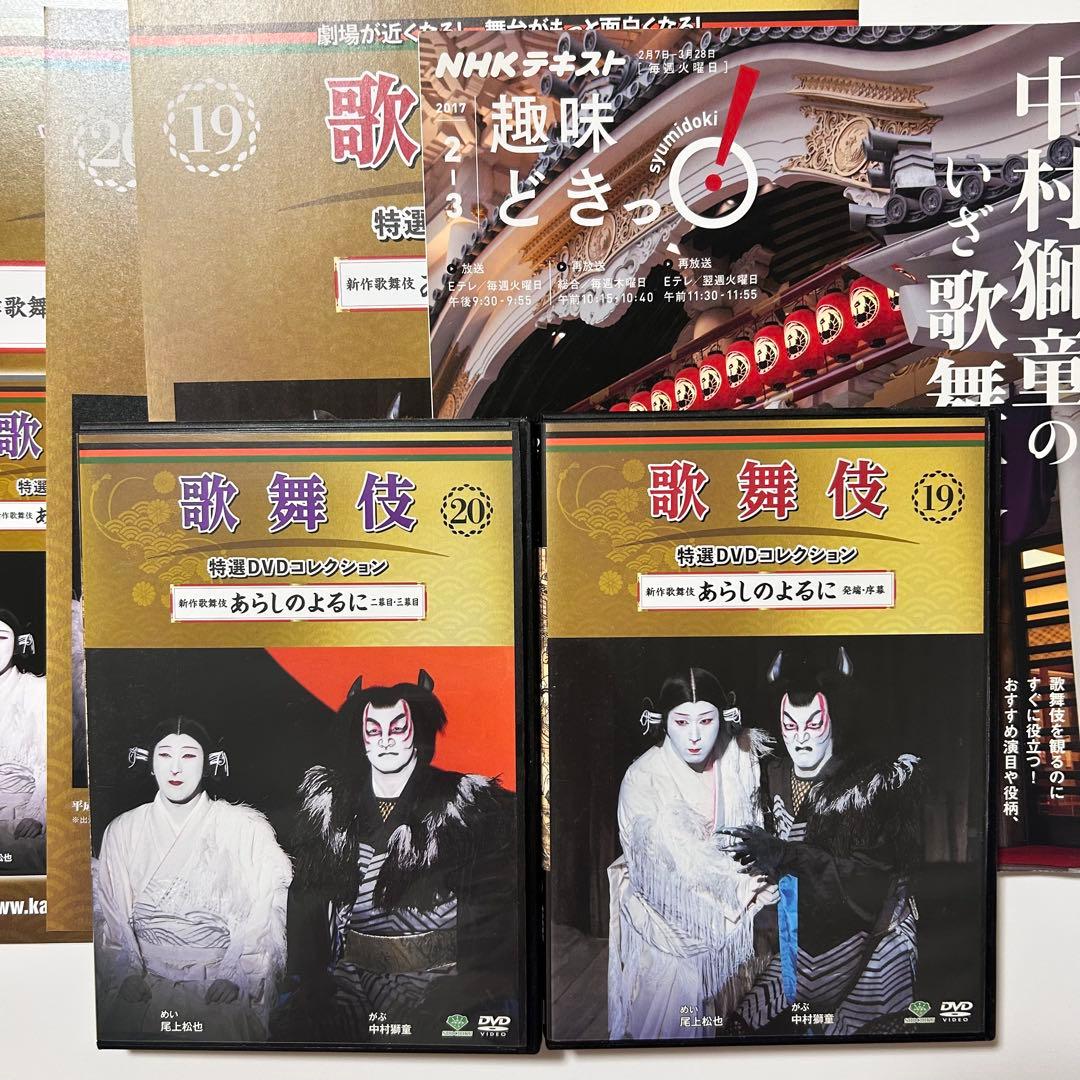 劇場が近くなる! 舞台がもっと面白くなる!
20
19
歌
特選
新作歌舞伎 あ
NHKテキスト
2月7日―3月28日
[毎週火曜日]
2017
2-3
趣味
どきっ!
syumidoki
放送
Eテレ/毎週火曜日
午後9:30-9:55
再放送
総合/毎週木曜日
午前10:15-10:40
再放送
Eテレ/翌週火曜日
午前11:30-11:55
中村獅童の
いざ歌舞
歌舞伎を観るのに
すぐに役立つ!
おすすめ演目や役柄、
歌
特選
作歌舞伎 あ
平成
也
ww.ka
歌舞伎
20
特選DVDコレクション
新作歌舞伎 あらしのよるに 二幕目・三幕目
めい
尾上松也
がぶ
中村獅童
DVD
VIDEO
歌舞伎
19
特選DVDコレクション
新作歌舞伎 あらしのよるに 発端・序幕
めい
尾上松也
がぶ
中村獅童
DVD
VIDEO